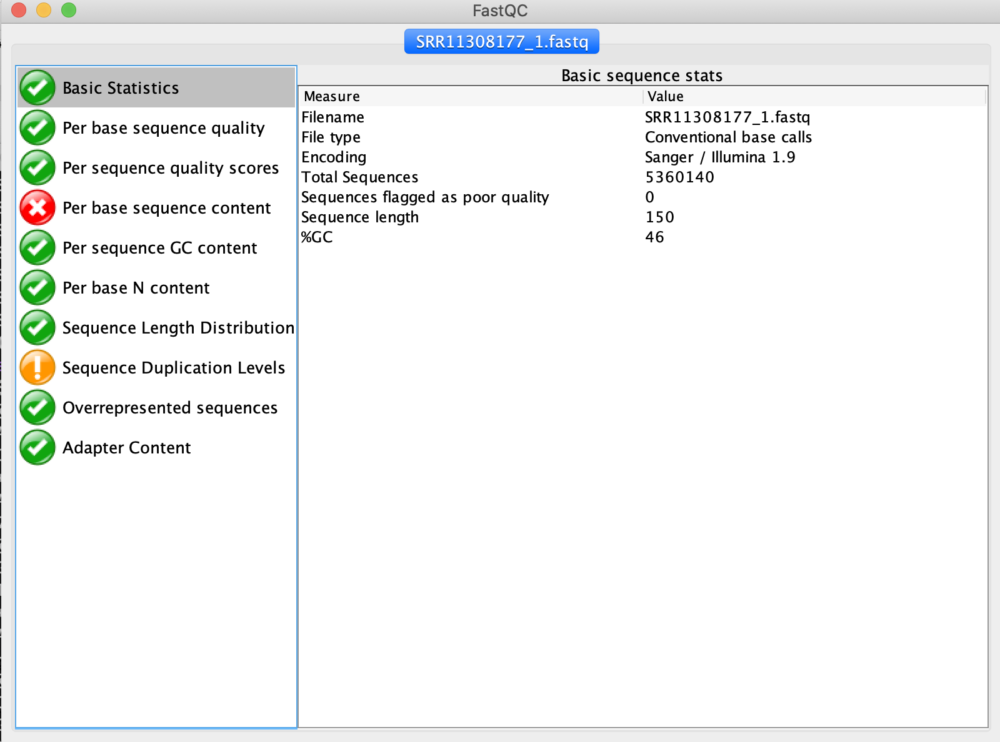 FastQC
SRR11308177_1.fastq
Basic Statistics
Per base sequence quality
Per sequence quality scores
Per base sequence content
Per sequence GC content
Per base N content
Sequence Length Distribution
Sequence Duplication Levels
Overrepresented sequences
Adapter Content
Basic sequence stats
Measure Value
Filename SRR11308177_1.fastq
File type Conventional base calls
Encoding Sanger / Illumina 1.9
Total Sequences 5360140
Sequences flagged as poor quality 0
Sequence length 150
%GC 46